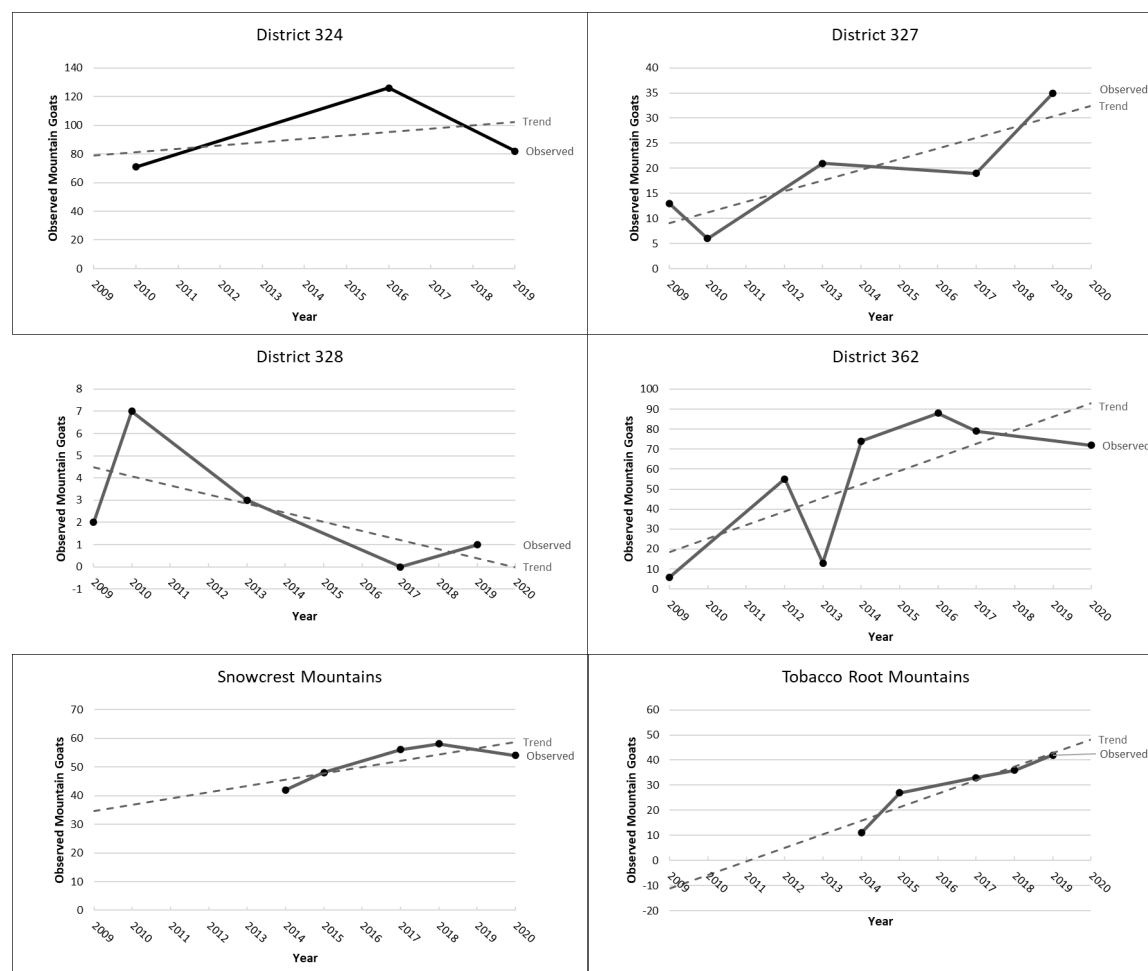 District 324
Observed Mountain Goats
140
120
100
80
60
40
20
0
Trend
Observed
2009 2010 2011 2012 2013 2014 2015 2016 2017 2018 2019
Year
District 327
Observed Mountain Goats
40
35
30
25
20
15
10
5
0
Observed
Trend
2009 2010 2011 2012 2013 2014 2015 2016 2017 2018 2019 2020
Year
District 328
Observed Mountain Goats
8
7
6
5
4
3
2
1
0
-1
Observed
Trend
2009 2010 2011 2012 2013 2014 2015 2016 2017 2018 2019 2020
Year
District 362
Observed Mountain Goats
100
90
80
70
60
50
40
30
20
10
0
Trend
Observed
2009 2010 2011 2012 2013 2014 2015 2016 2017 2018 2019 2020
Year
Snowcrest Mountains
Observed Mountain Goats
70
60
50
40
30
20
10
0
Trend
Observed
2009 2010 2011 2012 2013 2014 2015 2016 2017 2018 2019 2020
Year
Tobacco Root Mountains
Observed Mountain Goats
60
50
40
30
20
10
0
-10
-20
Trend
Observed
2009 2010 2011 2012 2013 2014 2015 2016 2017 2018 2019 2020
Year